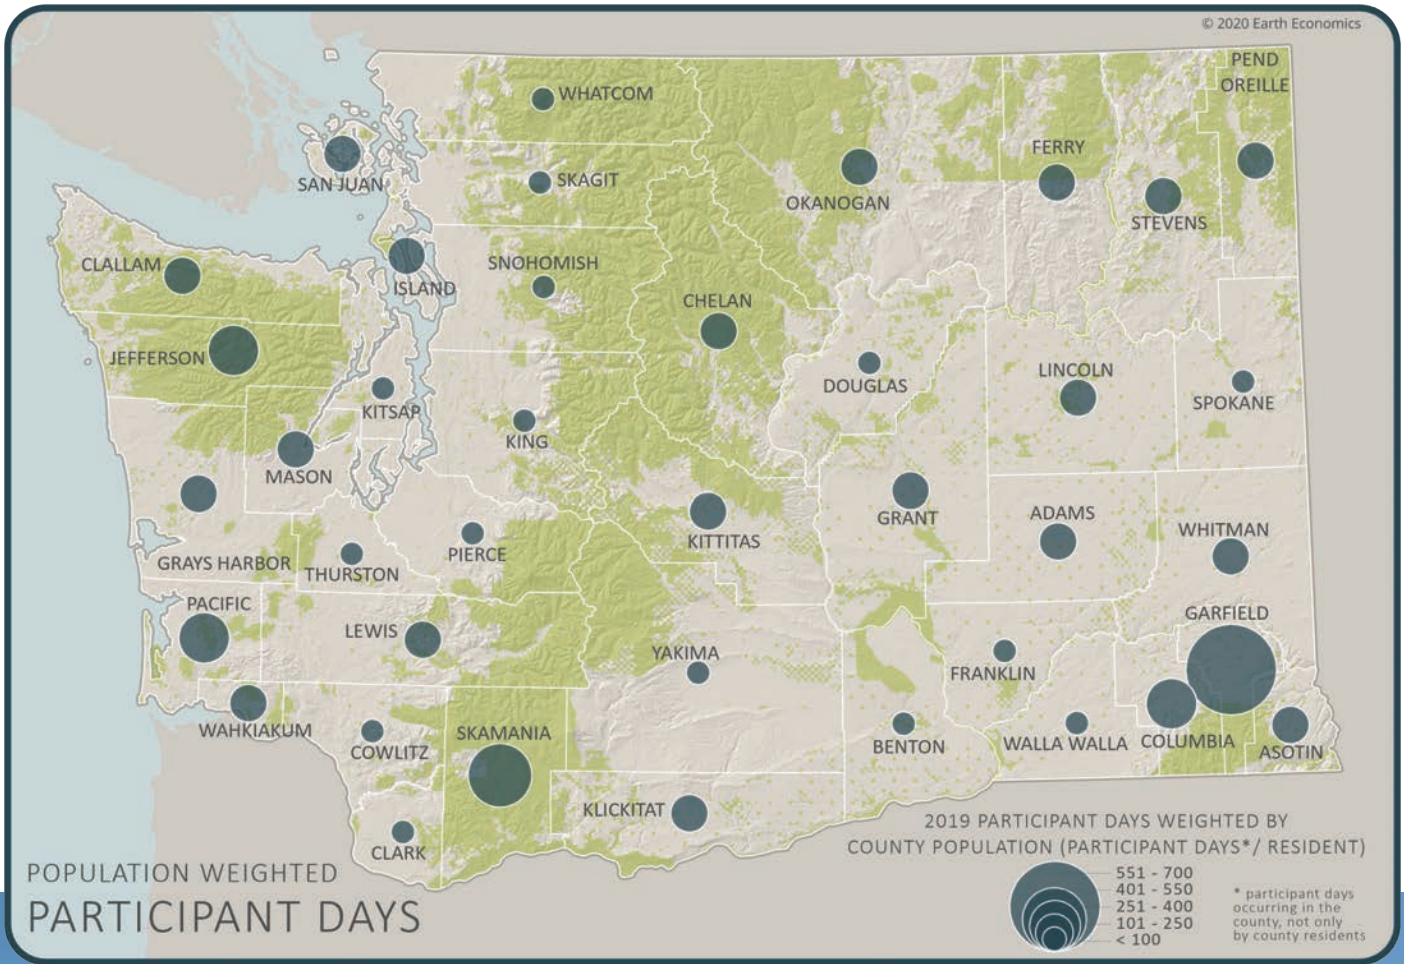 © 2020 Earth Economics
PEND
OREILLE
WHATCOM
FERRY
SAN JUAN
SKAGIT
OKANOGAN
STEVENS
CLALLAM
ISLAND
SNOHOMISH
CHELAN
JEFFERSON
KITSAP
DOUGLAS
LINCOLN
SPOKANE
KING
MASON
GRAYS HARBOR
THURSTON
PIERCE
KITTITAS
GRANT
ADAMS
WHITMAN
PACIFIC
LEWIS
YAKIMA
FRANKLIN
GARFIELD
WAHKIAKUM
COWLITZ
SKAMANIA
BENTON
WALLA WALLA
COLUMBIA
ASOTIN
KLICKITAT
CLARK
POPULATION WEIGHTED
PARTICIPANT DAYS
2019 PARTICIPANT DAYS WEIGHTED BY
COUNTY POPULATION (PARTICIPANT DAYS*/ RESIDENT)
551 - 700
401 - 550
251 - 400
101 - 250
< 100
* participant days
occurring in the
county, not only
by county residents